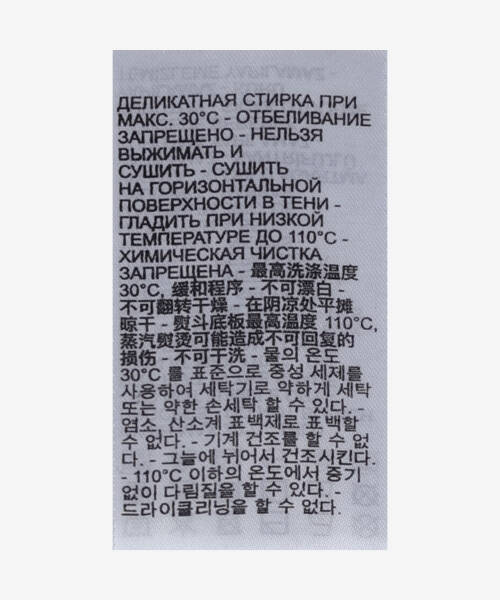 ДЕЛИКАТНАЯ СТИРКА ПРИ
МАКС. 30°C - ОТБЕЛИВАНИЕ
ЗАПРЕЩЕНО - НЕЛЬЗЯ
ВЫЖИМАТЬ И
СУШИТЬ - СУШИТЬ
НА ГОРИЗОНТАЛЬНОЙ
ПОВЕРХНОСТИ В ТЕНИ -
ГЛАДИТЬ ПРИ НИЗКОЙ
ТЕМПЕРАТУРЕ ДО 110°C -
ХИМИЧЕСКАЯ ЧИСТКА
ЗАПРЕЩЕНА - 最高洗涤温度
30°C, 缓和程序 - 不可漂白 -
不可翻转干燥 - 在阴凉处平摊
晾干 - 熨斗底板最高温度 110°C,
蒸汽熨烫可能造成不可回复的
损伤 - 不可干洗 - 물의 온도
30°C 를 표준으로 중성 세제를
사용하여 세탁기로 약하게 세탁
또는 약한 손세탁 할 수 있다. -
염소, 산소계 표백제로 표백할
수 없다. - 기계 건조를 할 수 없
다. - 그늘에 뉘어서 건조시킨다.
- 110°C 이하의 온도에서 증기
없이 다림질을 할 수 있다. -
드라이클리닝을 할 수 없다.